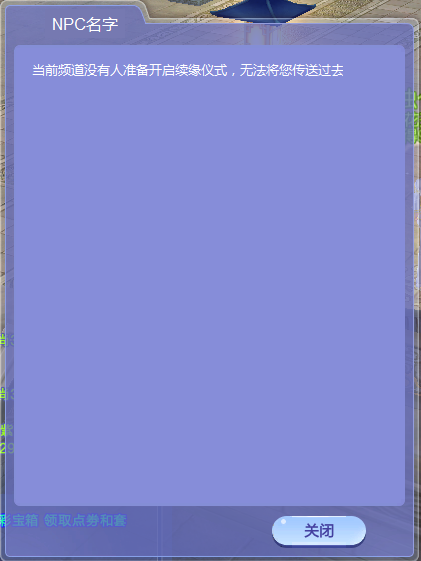 NPC名字
当前频道没有人准备开启续缘仪式，无法将您传送过去
彩宝箱 领取点券和套
关闭